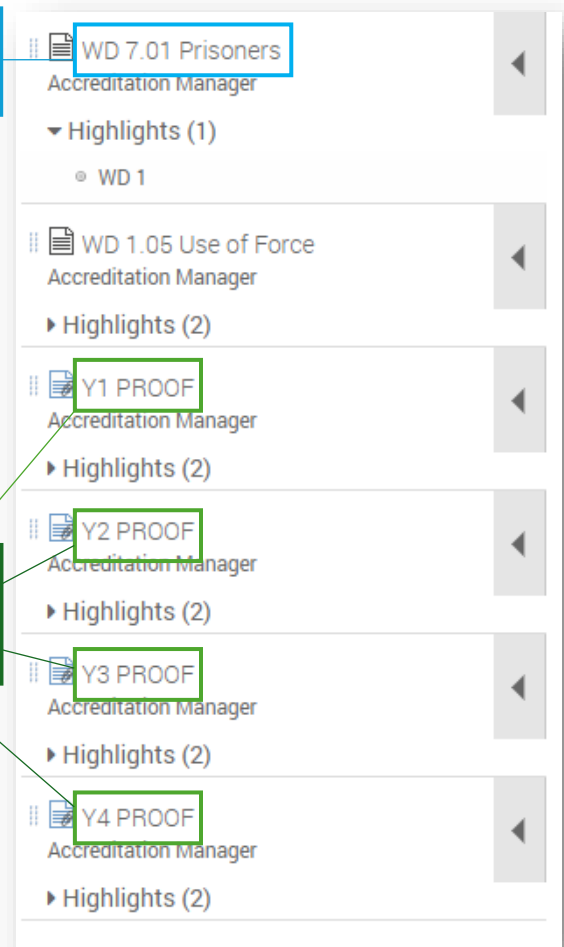 WD 7.01 Prisoners
Accreditation Manager
Highlights (1)
WD 1
WD 1.05 Use of Force
Accreditation Manager
Highlights (2)
Y1 PROOF
Accreditation Manager
Highlights (2)
Y2 PROOF
Accreditation Manager
Highlights (2)
Y3 PROOF
Accreditation Manager
Highlights (2)
Y4 PROOF
Accreditation Manager
Highlights (2)